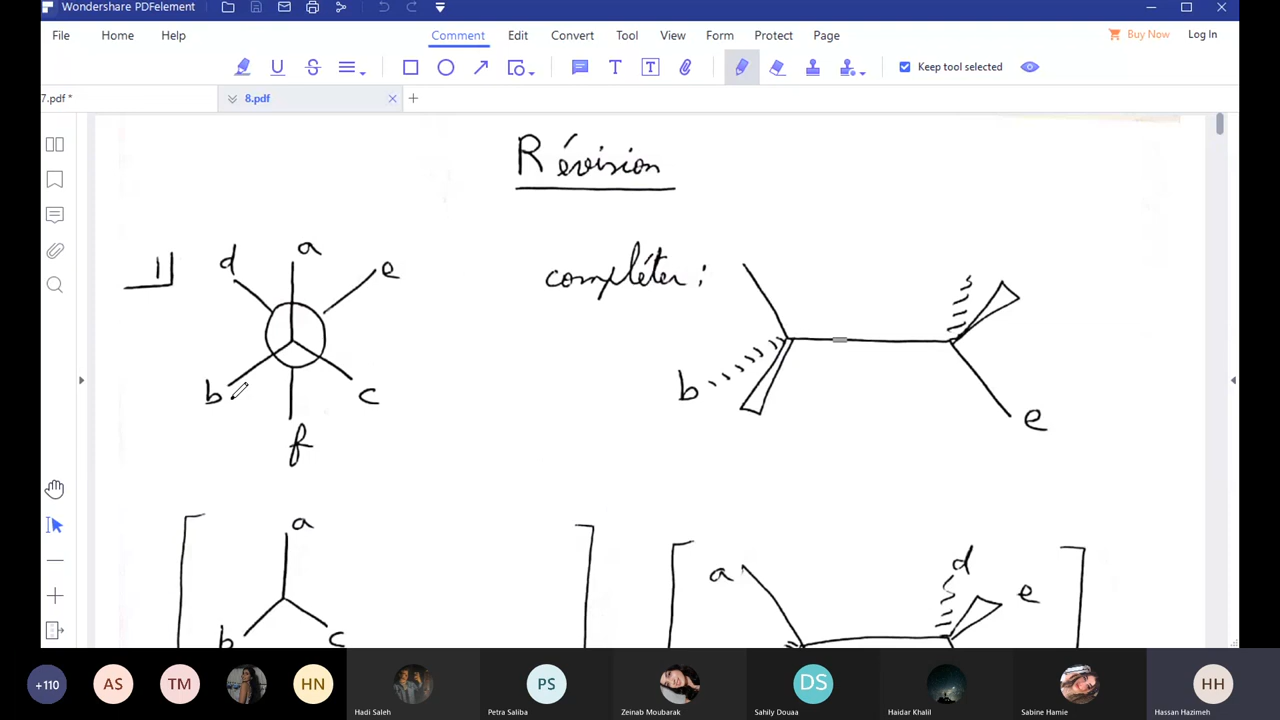 Wondershare PDFelement
File Home Help Comment Edit Convert Tool View Form Protect Page Buy Now Log In
T T Keep tool selected
7.pdf * 8.pdf
Révision
1
d a e
b c
f
compléter :
b e
a
b c
a d e
+110 AS TM HN PS DS HH
Hadi Saleh Petra Saliba Zeinab Moubarak Sahily Douaa Haidar Khalil Sabine Hamie Hassan Hazimeh